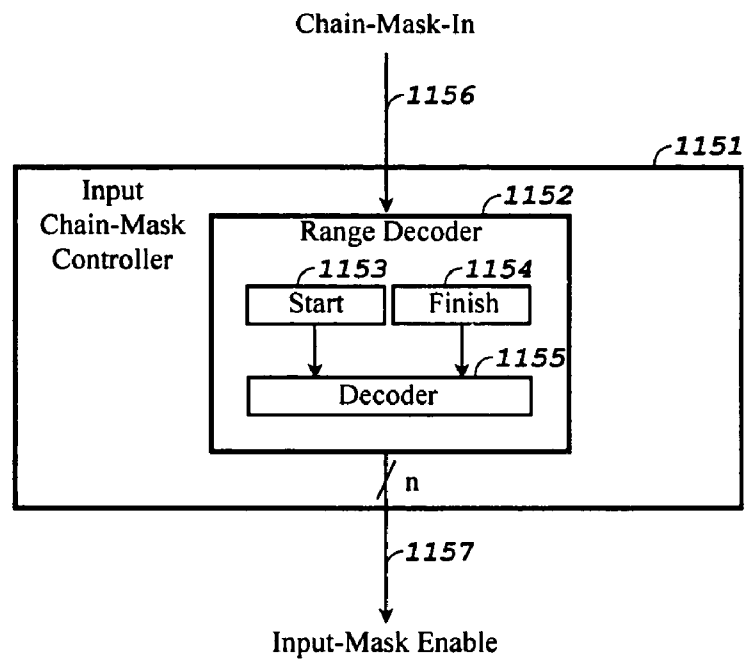 Chain-Mask-In
1156
1151
Input
Chain-Mask
Controller
1152
Range Decoder
1153
1154
Start
Finish
1155
Decoder
n
1157
Input-Mask Enable